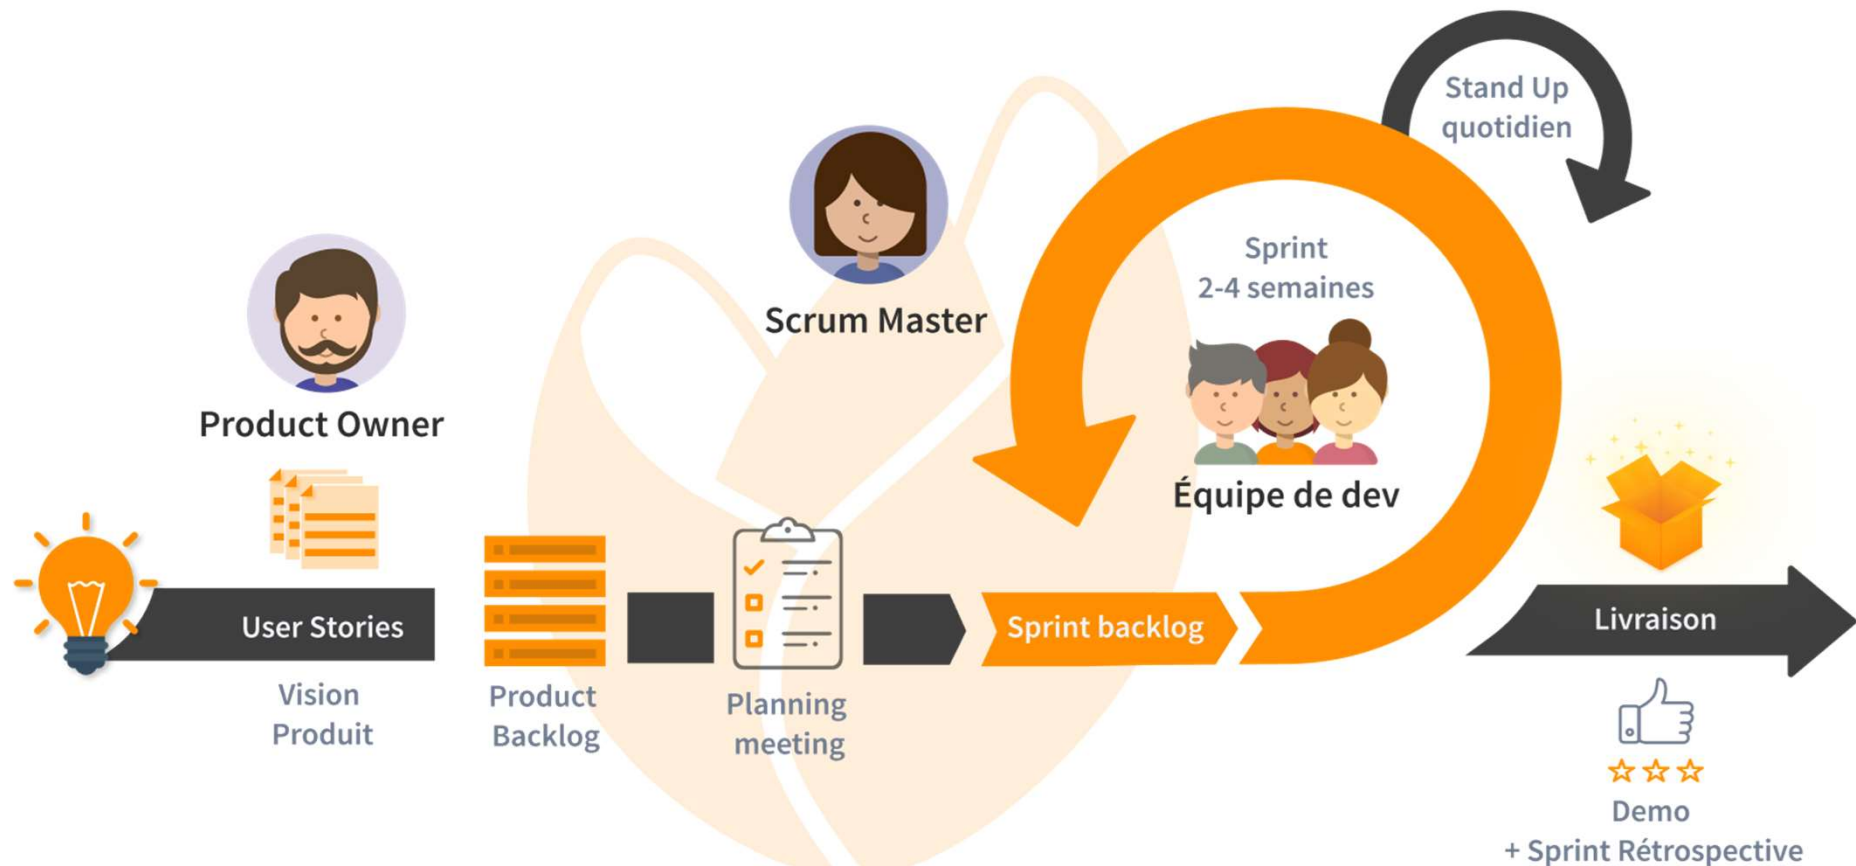 Stand Up
quotidien
Sprint
2-4 semaines
Scrum Master
Product Owner
Équipe de dev
User Stories
Sprint backlog
Livraison
Vision
Produit
Product
Backlog
Planning
meeting
Demo
+ Sprint Rétrospective